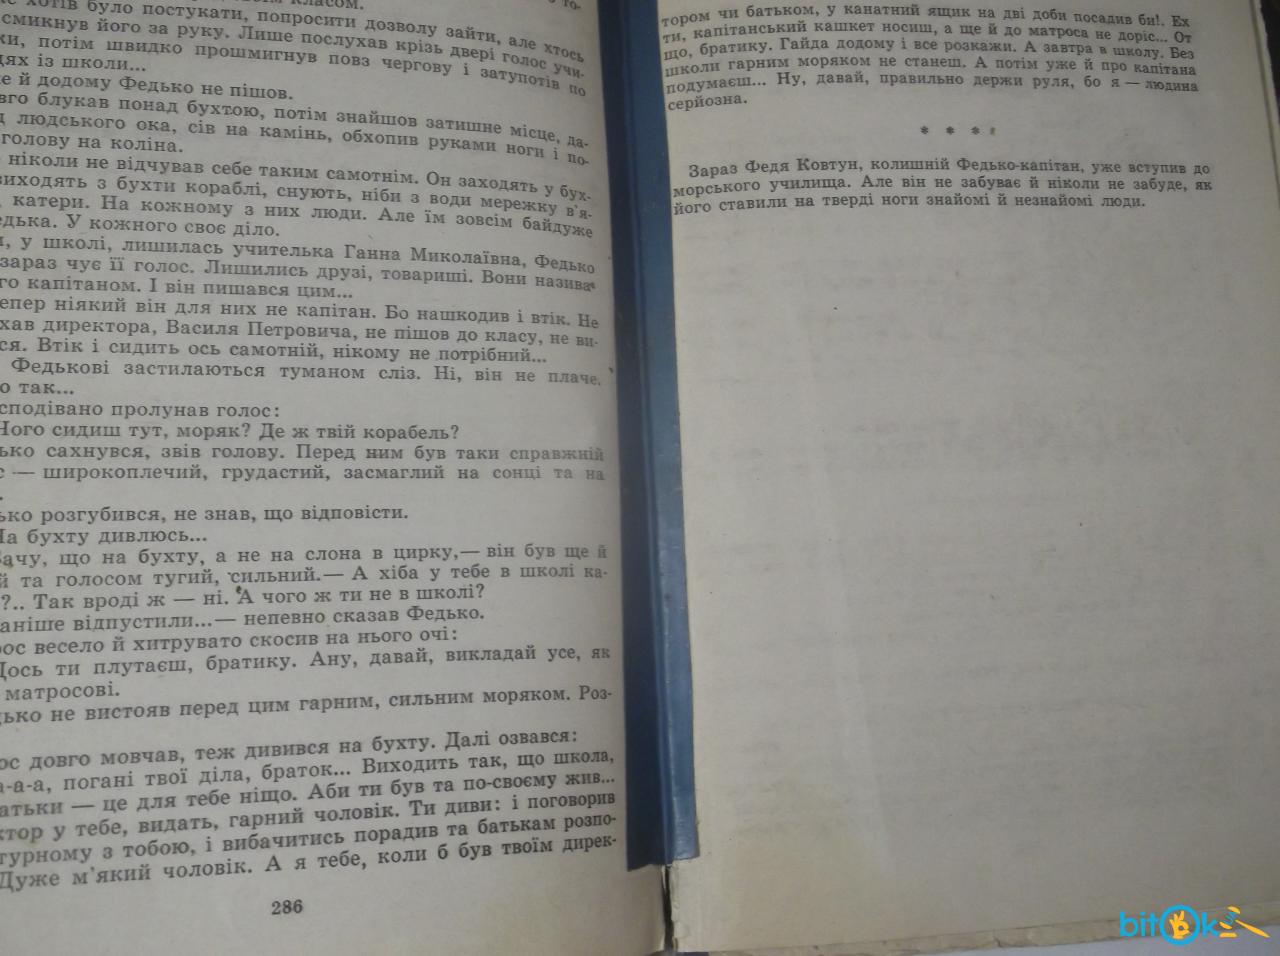 хотів було постукати, попросити дозволу зайти, але хтось
смикнув його за руку. Лише послухав крізь двері голос учи-
потім швидко прошмигнув повз чергову і затупотів по
із школи...
й додому Федько не пішов.
блукав понад бухтою, потім знайшов затишне місце, да-
людського ока, сів на камінь, обхопив руками ноги і по-
голову на коліна.
ніколи не відчував себе таким самотнім. Он заходять у бух-
виходять з бухти кораблі, снують, ніби з води мережку в'я-
катери. На кожному з них люди. Але їм зовсім байдуже
У кожного своє діло.
у школі, лишилась учителька Ганна Миколаївна, Федько
зараз чує її голос. Лишились друзі, товариші. Вони назива
капітаном. І він пишався цим...
епер ніякий він для них не капітан. Бо нашкодив і втік. Не
хав директора, Василя Петровича, не пішов до класу, не ви-
ся. Втік і сидить ось самотній, нікому не потрібний...
Федькові застилаються туманом сліз. Ні, він не плаче.
о так...
сподівано пролунав голос:
Чого сидиш тут, моряк? Де ж твій корабель?
ько сахнувся, звів голову. Перед ним був таки справжній
с — широкоплечий, грудастий, засмаглий на сонці та на
ько розгубився, не знав, що відповісти.
На бухту дивлюсь...
Бачу, що на бухту, а не на слона в цирку,— він був ще й
й та голосом тугий, сильний.— А хіба у тебе в школі ка-
?.. Так вроді ж — ні. А чого ж ти не в школі?
аніше відпустили...— непевно сказав Федько.
рос весело й хитрувато скосив на нього очі:
Щось ти плутаєш, братику. Ану, давай, викладай усе, як
матросові.
дько не вистояв перед цим гарним, сильним моряком. Роз-
ос довго мовчав, теж дивився на бухту. Далі озвався:
а-а-а, погані твої діла, браток... Виходить так, що школа,
атьки — це для тебе ніщо. Аби ти був та по-своєму жив...
ктор у тебе, видать, гарний чоловік. Ти диви: і поговорив
турному з тобою, і вибачитись порадив та батькам розпо-
Дуже м'який чоловік. А я тебе, коли б був твоїм дирек-
286
тором чи батьком, у канатний ящик на дві доби посадив би!. Ех
ти, капітанський кашкет носиш, а ще й до матроса не доріс... От
що, братику. Гайда додому і все розкажи. А завтра в школу. Без
школи гарним моряком не станеш. А потім уже й про капітана
подумаєш... Ну, давай, правильно держи руля, бо я — людина
серйозна.
* * * *
Зараз Федя Ковтун, колишній Федько-капітан, уже вступив до
морського училища. Але він не забуває й ніколи не забуде, як
його ставили на тверді ноги знайомі й незнайомі люди.